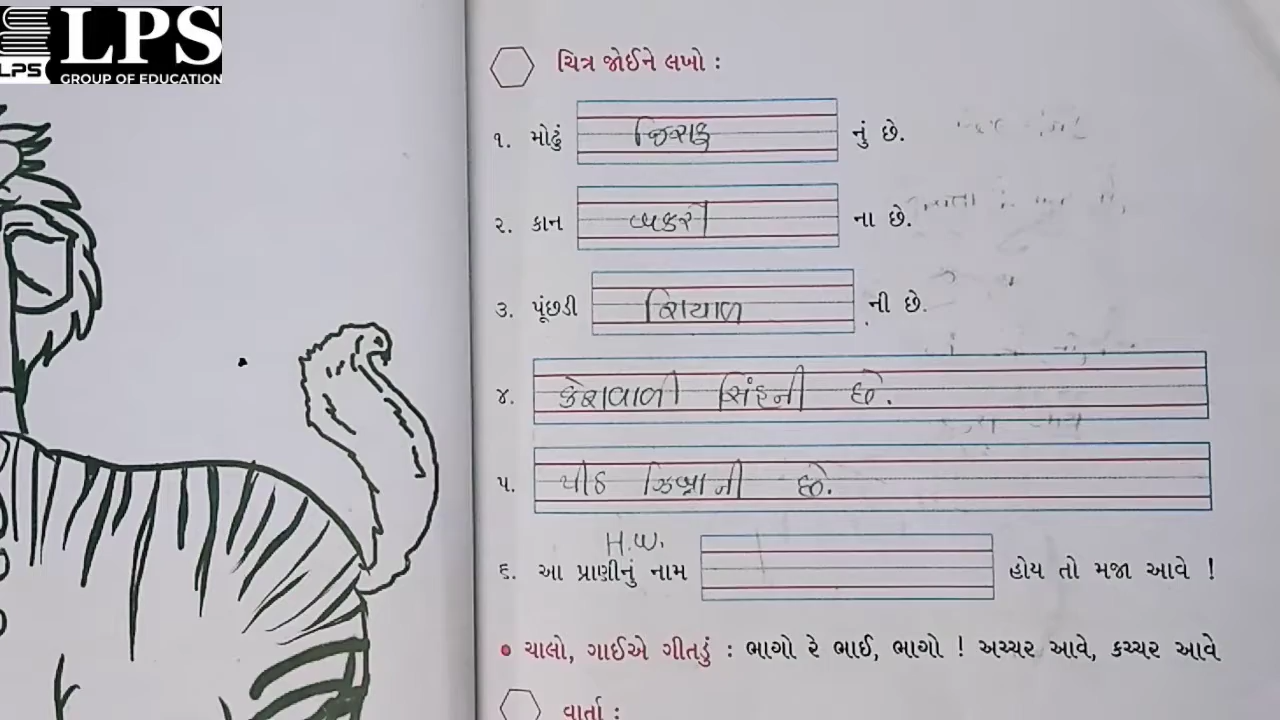 LPS
LPS
GROUP OF EDUCATION
ચિત્ર જોઈને લખો :
૧. મોઢું જિરાફ નું છે.
૨. કાન બકરી ના છે.
૩. પૂંછડી શિયાળ ની છે.
૪. કેશવાળી સિંહની છે.
૫. પીઠ ઝિબ્રાની છે.
H.W.
૬. આ પ્રાણીનું નામ હોય તો મજા આવે !
• ચાલો, ગાઈએ ગીતડું : ભાગો રે ભાઈ, ભાગો ! અચ્ચર આવે, કચ્ચર આવે
વાર્તા :